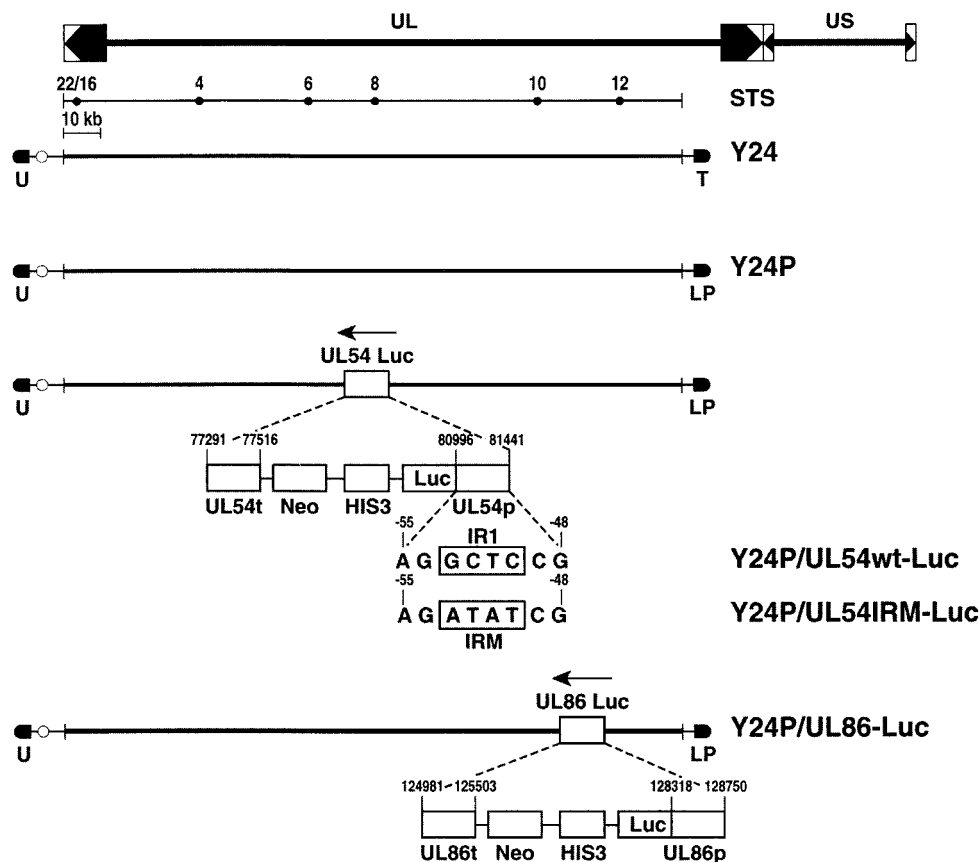 UL US
22/16 4 6 8 10 12 STS
10 kb
Y24
U T
Y24P
U LP
UL54 Luc
U LP
77291 77516 80996 81441
Luc
UL54t Neo HIS3 UL54p
-55 IR1 -48
A G G C T C C G Y24P/UL54wt-Luc
-55 -48
A G A T A T C G Y24P/UL54IRM-Luc
IRM
UL86 Luc
Y24P/UL86-Luc
U LP
124981 125503 128318 128750
Luc
UL86t Neo HIS3 UL86p